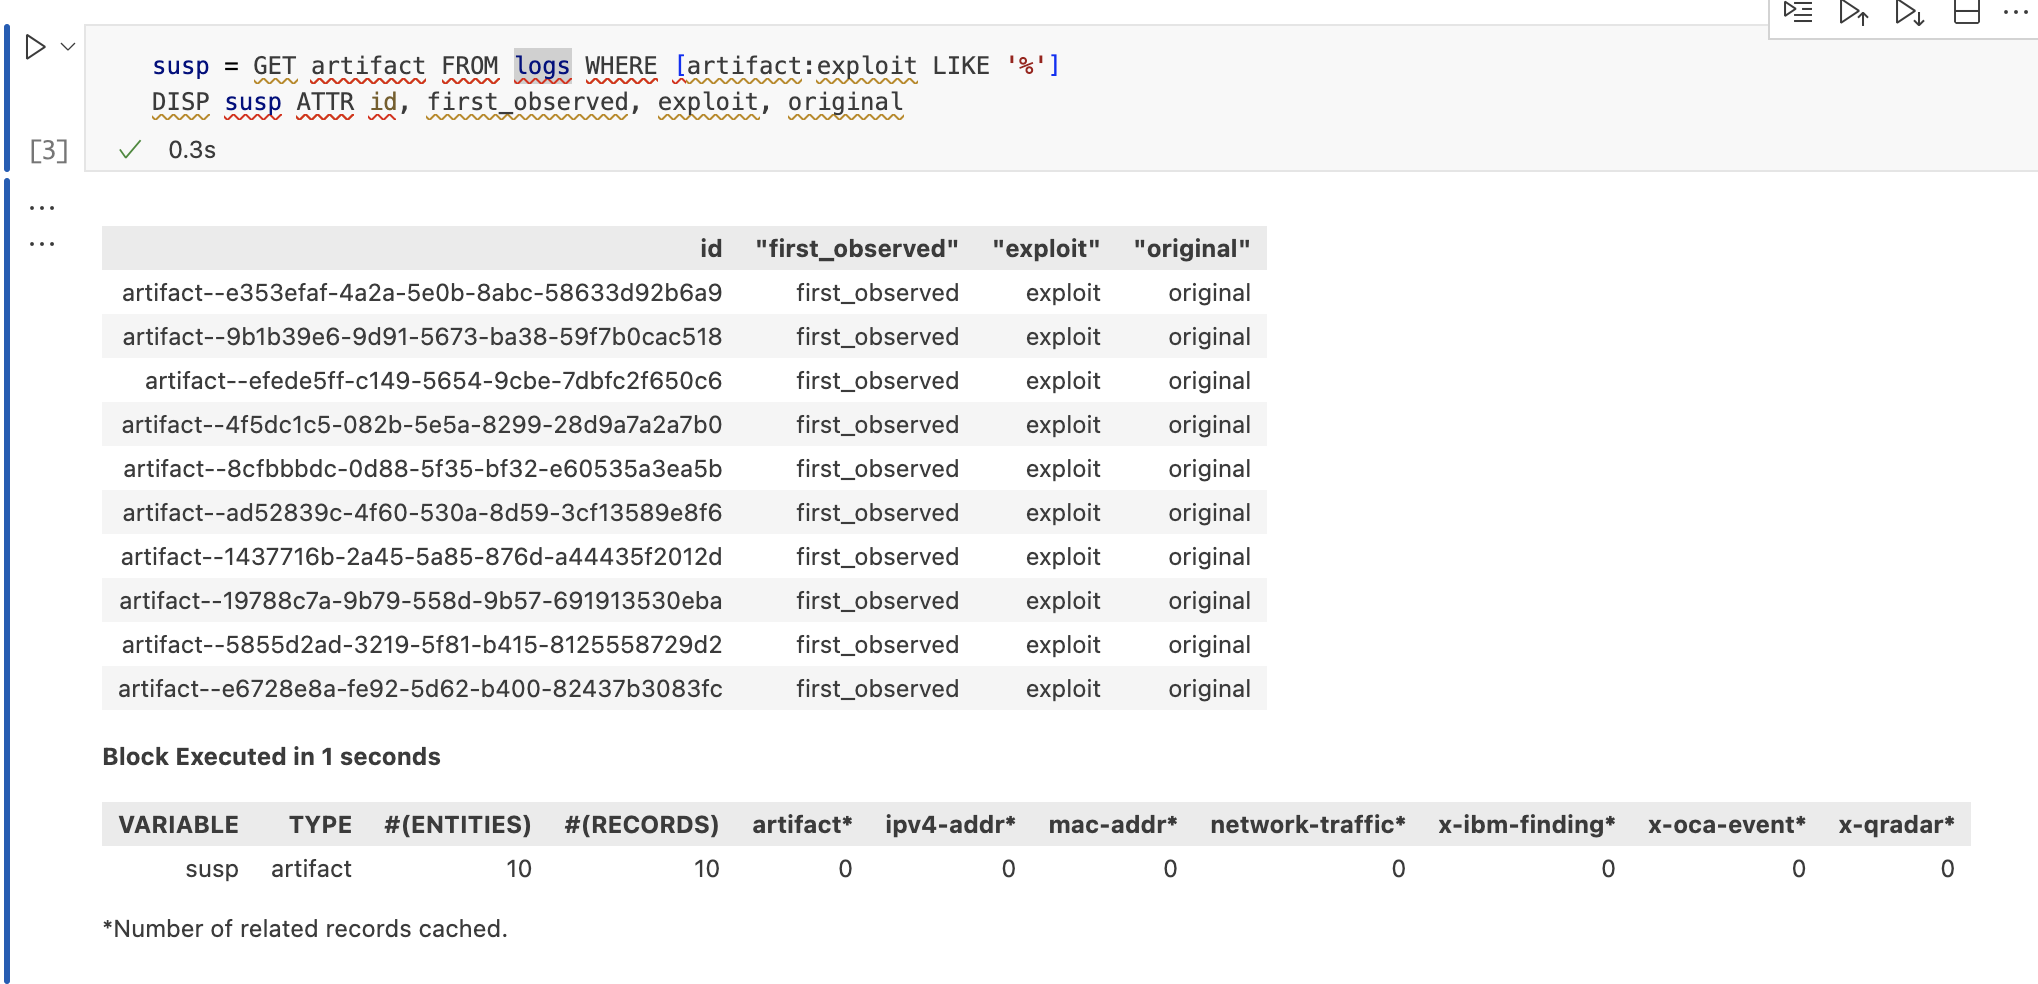 susp = GET artifact FROM logs WHERE [artifact:exploit LIKE '%']
DISP susp ATTR id, first_observed, exploit, original
[3] 0.3s
id "first_observed" "exploit" "original"
artifact--e353efaf-4a2a-5e0b-8abc-58633d92b6a9 first_observed exploit original
artifact--9b1b39e6-9d91-5673-ba38-59f7b0cac518 first_observed exploit original
artifact--efede5ff-c149-5654-9cbe-7dbfc2f650c6 first_observed exploit original
artifact--4f5dc1c5-082b-5e5a-8299-28d9a7a2a7b0 first_observed exploit original
artifact--8cfbbbdc-0d88-5f35-bf32-e60535a3ea5b first_observed exploit original
artifact--ad52839c-4f60-530a-8d59-3cf13589e8f6 first_observed exploit original
artifact--1437716b-2a45-5a85-876d-a44435f2012d first_observed exploit original
artifact--19788c7a-9b79-558d-9b57-691913530eba first_observed exploit original
artifact--5855d2ad-3219-5f81-b415-8125558729d2 first_observed exploit original
artifact--e6728e8a-fe92-5d62-b400-82437b3083fc first_observed exploit original
Block Executed in 1 seconds
VARIABLE TYPE #(ENTITIES) #(RECORDS) artifact* ipv4-addr* mac-addr* network-traffic* x-ibm-finding* x-oca-event* x-qradar*
susp artifact 10 10 0 0 0 0 0 0 0
*Number of related records cached.